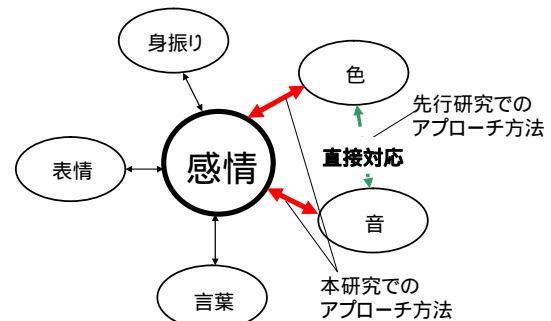 身振り
色
先行研究での
アプローチ方法
直接対応
表情
感情
音
本研究での
アプローチ方法
言葉